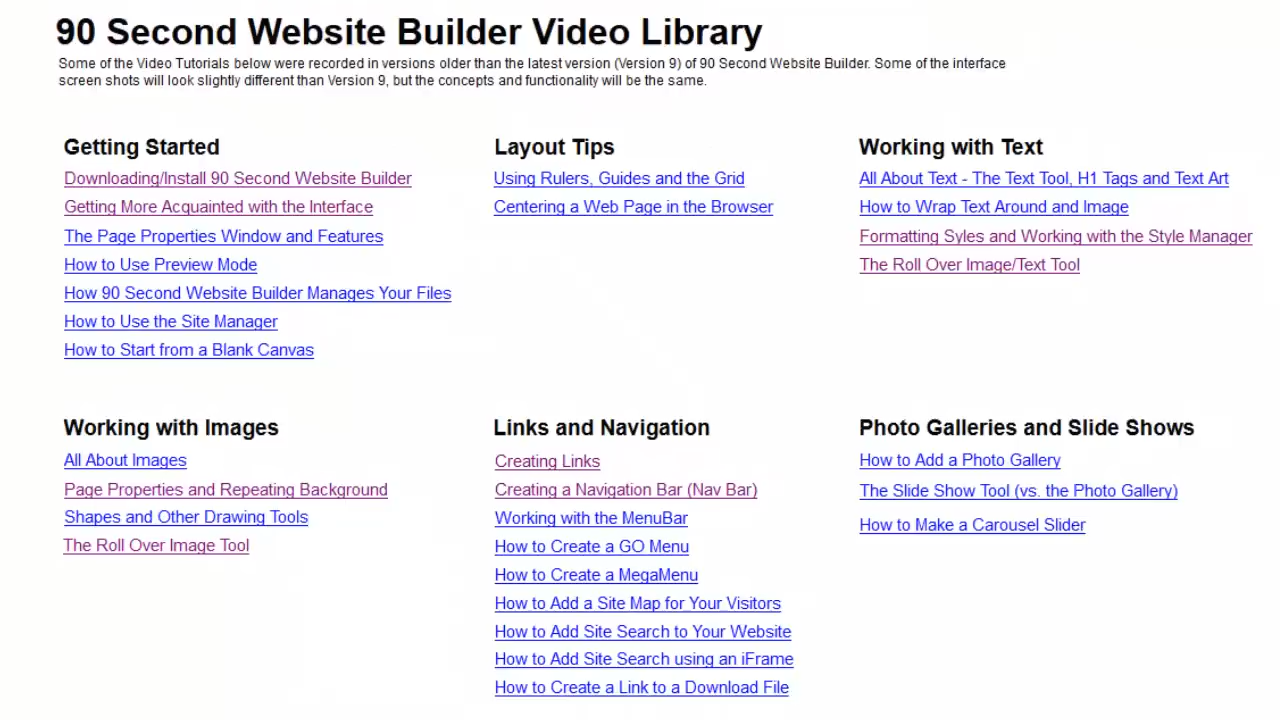 90 Second Website Builder Video Library
Some of the Video Tutorials below were recorded in versions older than the latest version (Version 9) of 90 Second Website Builder. Some of the interface
screen shots will look slightly different than Version 9, but the concepts and functionality will be the same.
Getting Started
Downloading/Install 90 Second Website Builder
Getting More Acquainted with the Interface
The Page Properties Window and Features
How to Use Preview Mode
How 90 Second Website Builder Manages Your Files
How to Use the Site Manager
How to Start from a Blank Canvas
Layout Tips
Using Rulers, Guides and the Grid
Centering a Web Page in the Browser
Working with Text
All About Text - The Text Tool, H1 Tags and Text Art
How to Wrap Text Around and Image
Formatting Syles and Working with the Style Manager
The Roll Over Image/Text Tool
Working with Images
All About Images
Page Properties and Repeating Background
Shapes and Other Drawing Tools
The Roll Over Image Tool
Links and Navigation
Creating Links
Creating a Navigation Bar (Nav Bar)
Working with the MenuBar
How to Create a GO Menu
How to Create a MegaMenu
How to Add a Site Map for Your Visitors
How to Add Site Search to Your Website
How to Add Site Search using an iFrame
How to Create a Link to a Download File
Photo Galleries and Slide Shows
How to Add a Photo Gallery
The Slide Show Tool (vs. the Photo Gallery)
How to Make a Carousel Slider